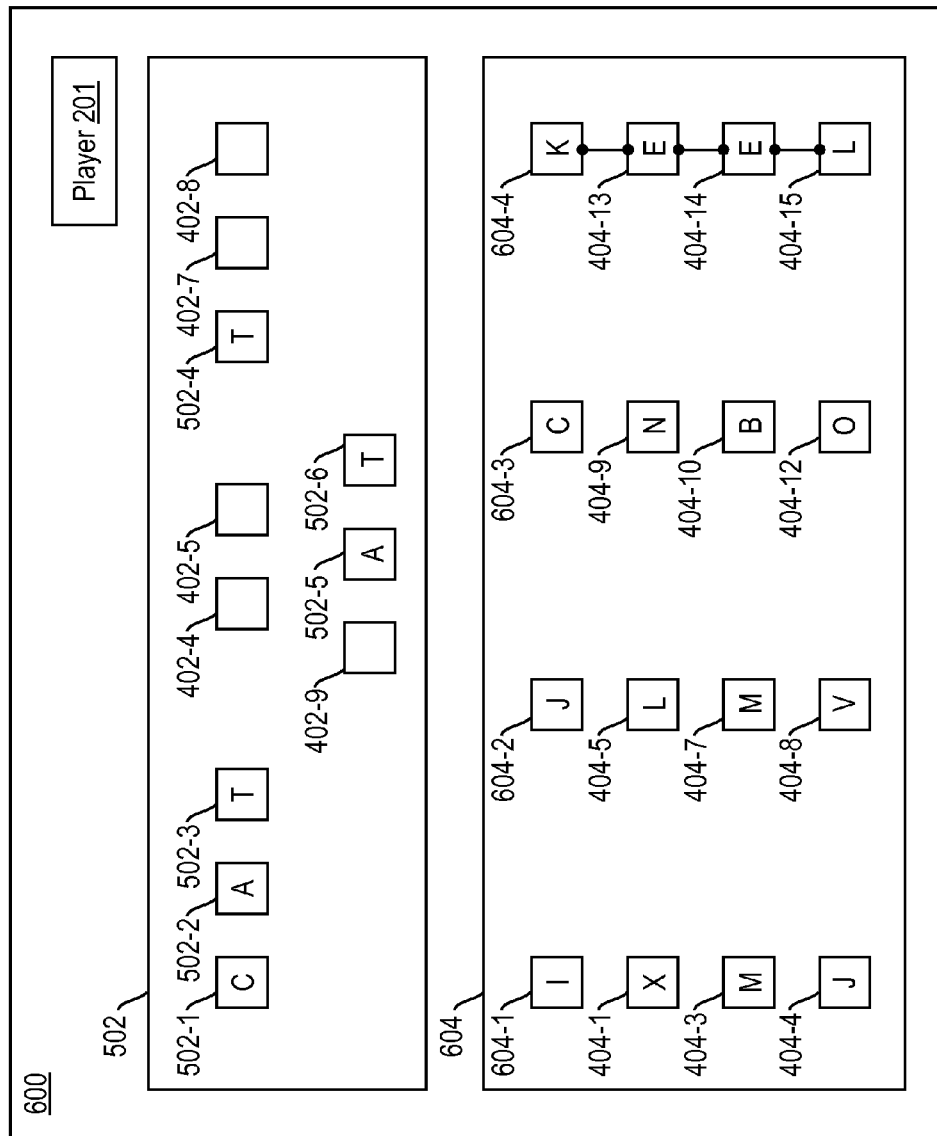 600
Player 201
502
502-1 502-2 502-3 402-4 402-5 502-4 402-7 402-8
C A T T
402-9 502-5 502-6
A T
604
604-1 I 604-2 J 604-3 C 604-4 K
404-1 X 404-5 L 404-9 N 404-13 E
404-3 M 404-7 M 404-10 B 404-14 E
404-4 J 404-8 V 404-12 O 404-15 L